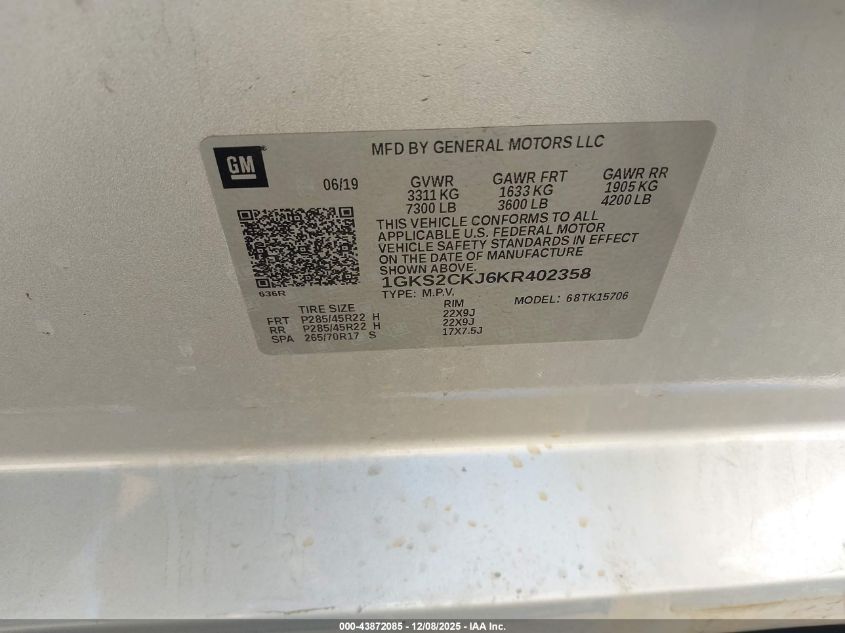 GM
MFD BY GENERAL MOTORS LLC
06/19
GVWR GAWR FRT GAWR RR
3311 KG 1633 KG 1905 KG
7300 LB 3600 LB 4200 LB
THIS VEHICLE CONFORMS TO ALL
APPLICABLE U.S. FEDERAL MOTOR
VEHICLE SAFETY STANDARDS IN EFFECT
ON THE DATE OF MANUFACTURE
SHOWN ABOVE.
636R
1GKS2CKJ6KR402358
TYPE: M.P.V. MODEL: 68TK15706
TIRE SIZE RIM
FRT P285/45R22 H 22X9J
RR P285/45R22 H 22X9J
SPA 265/70R17 S 17X7.5J
000-43872085 - 12/08/2025 - IAA Inc.